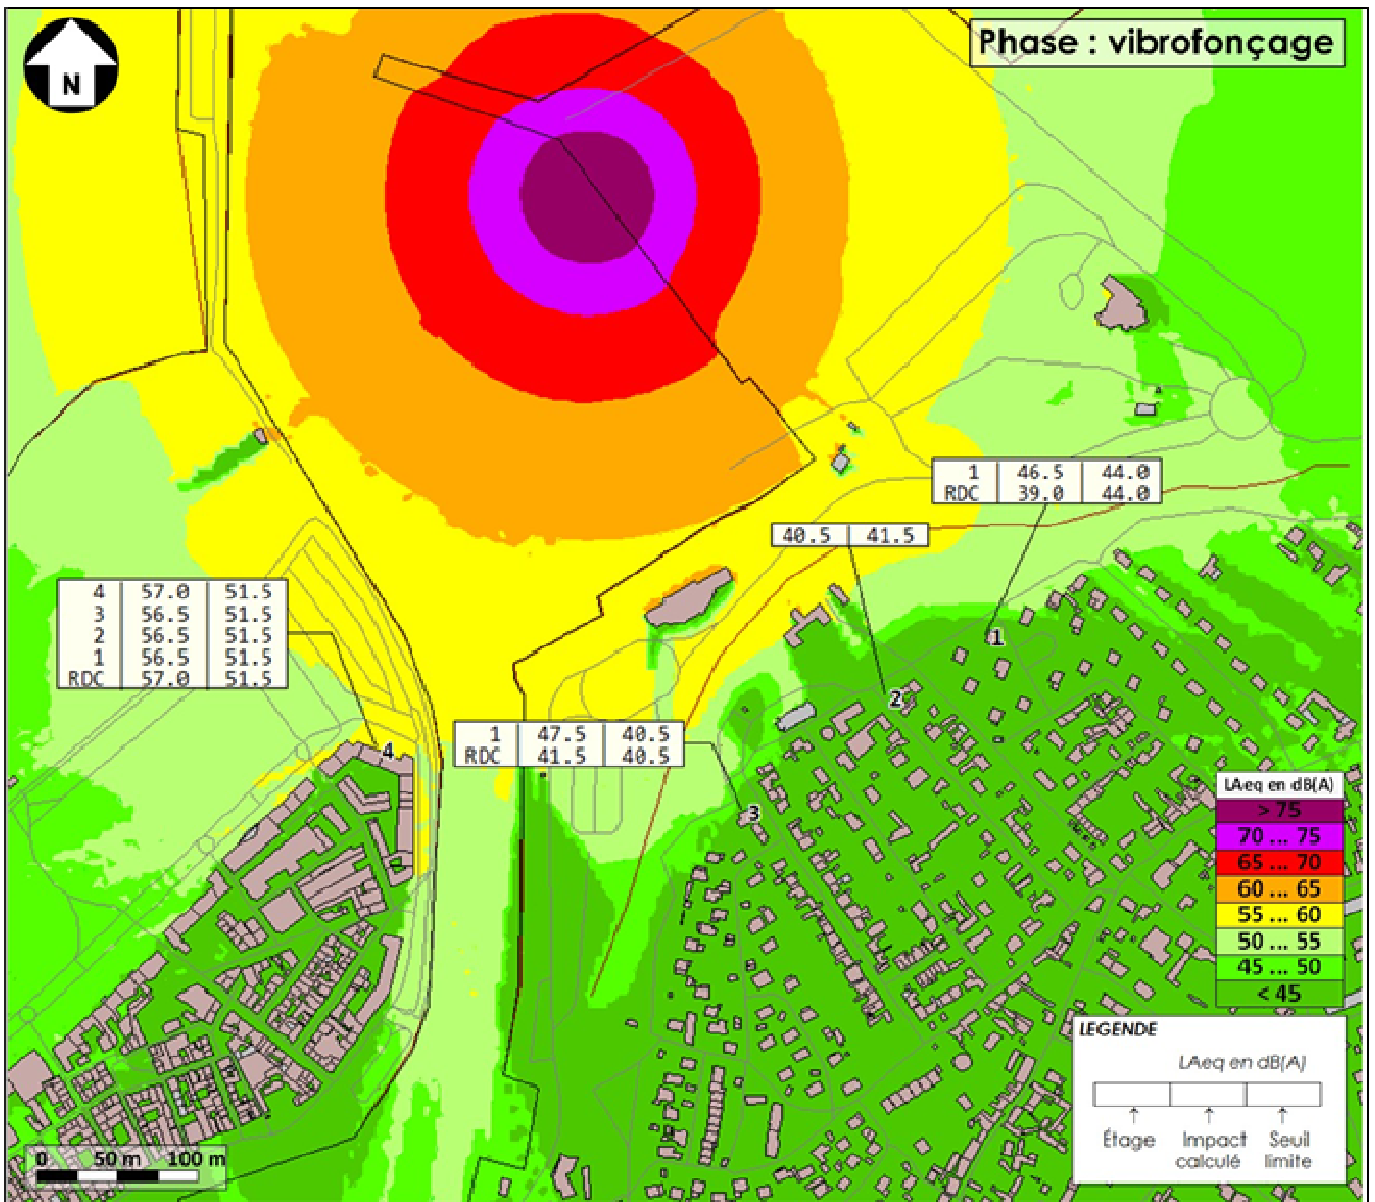 N
Phase : vibrofonçage
1 46.5 44.0
RDC 39.0 44.0
40.5 41.5
4 57.0 51.5
3 56.5 51.5
2 56.5 51.5
1 56.5 51.5
RDC 57.0 51.5
1
2
1 47.5 40.5
RDC 41.5 40.5
4
3
LAeq en dB(A)
> 75
70 ... 75
65 ... 70
60 ... 65
55 ... 60
50 ... 55
45 ... 50
< 45
LEGENDE
LAeq en dB(A)
Étage Impact calculé Seuil limite
0 50 m 100 m